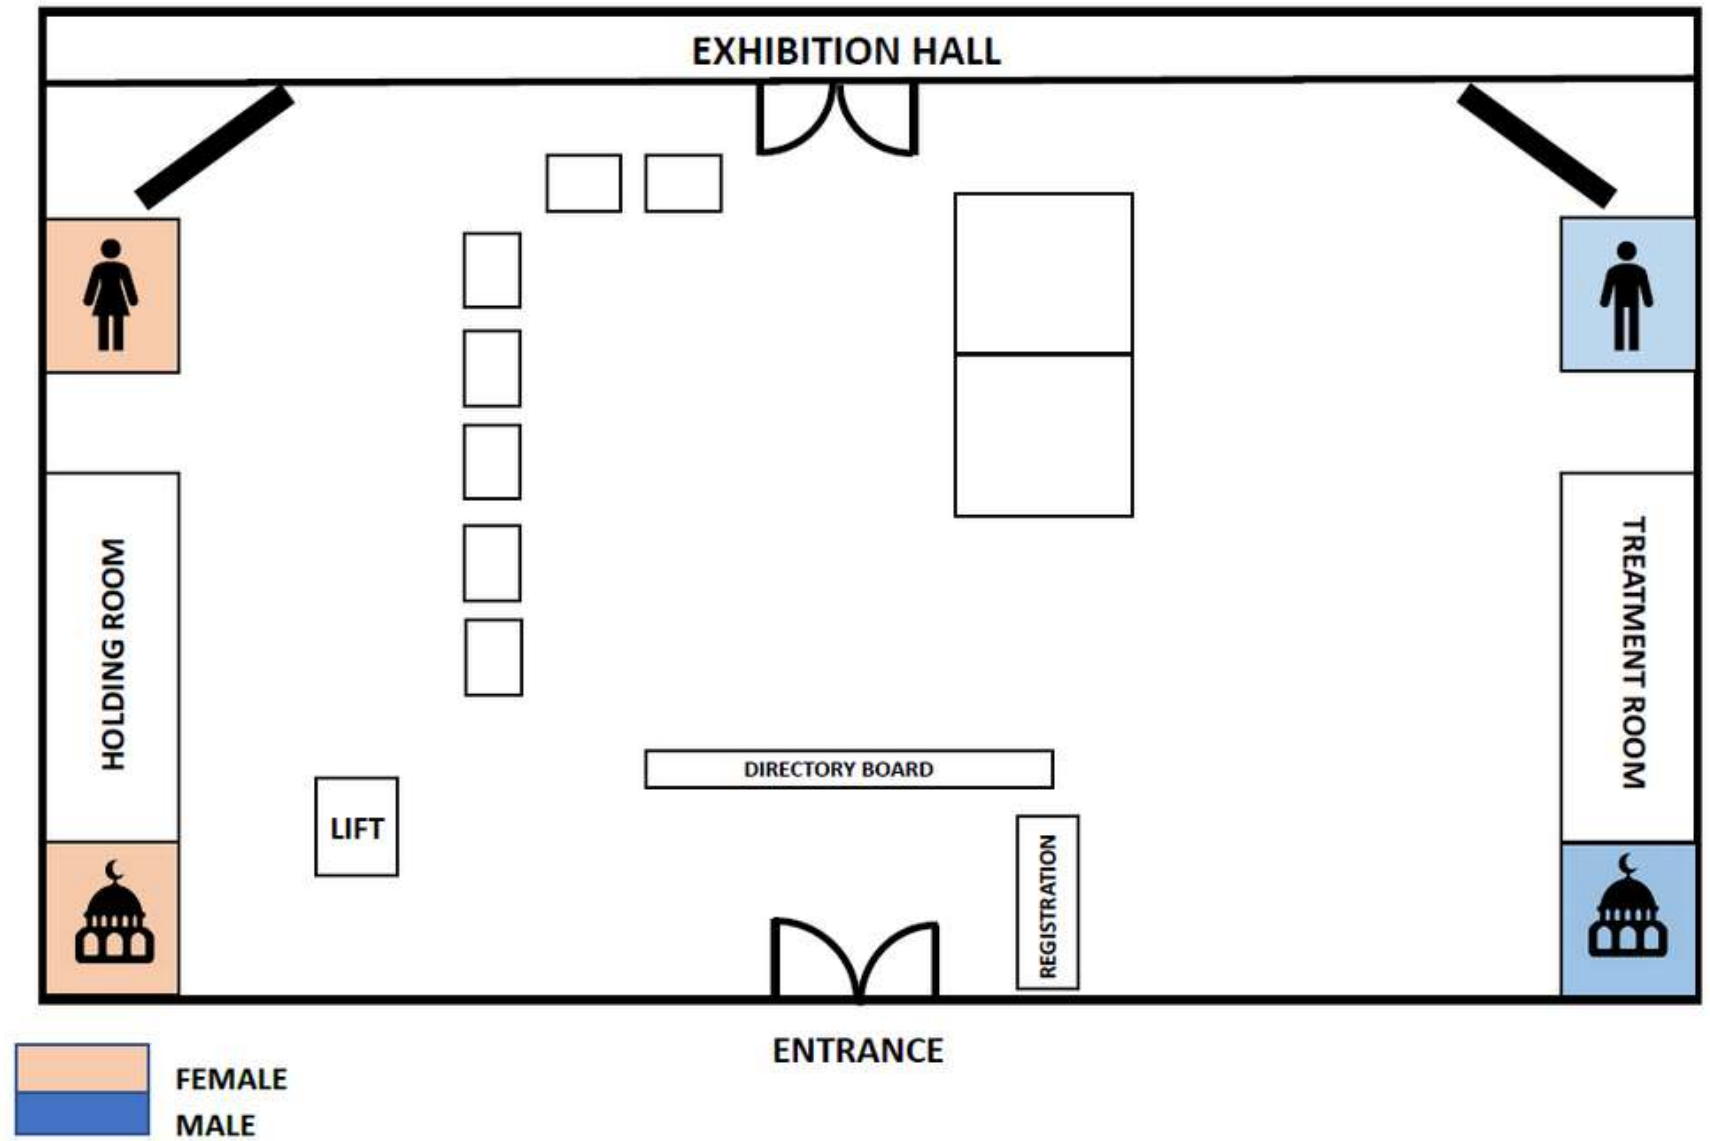 EXHIBITION HALL
HOLDING ROOM
TREATMENT ROOM
DIRECTORY BOARD
LIFT
REGISTRATION
ENTRANCE
FEMALE
MALE